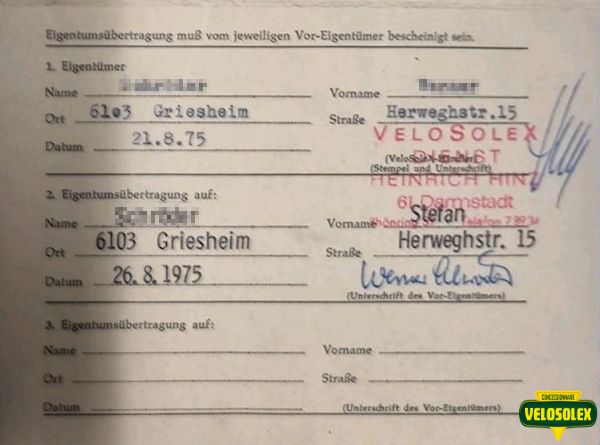 Eigentumsübertragung muß vom jeweiligen Vor-Eigentümer bescheinigt sein.
1. Eigentümer
Name Vorname
Ort 61o3 Griesheim Straße Herweghstr.15
VELOSOLEX
Datum 21.8.75
DIENST
(VeloSoleX-Händler)
(Stempel und Unterschrift)
HEINRICH HINZ
2. Eigentumsübertragung auf:
61 Darmstadt
Name Vorname Stefan
Telefon
Ort 6103 Griesheim Straße Herweghstr. 15
Datum 26.8.1975 Werner
(Unterschrift des Vor-Eigentümers)
3. Eigentumsübertragung auf:
Name Vorname
Ort Straße
Datum
(Unterschrift des Vor-Eigentümers)
CONCESSIONNAIRE
VELOSOLEX